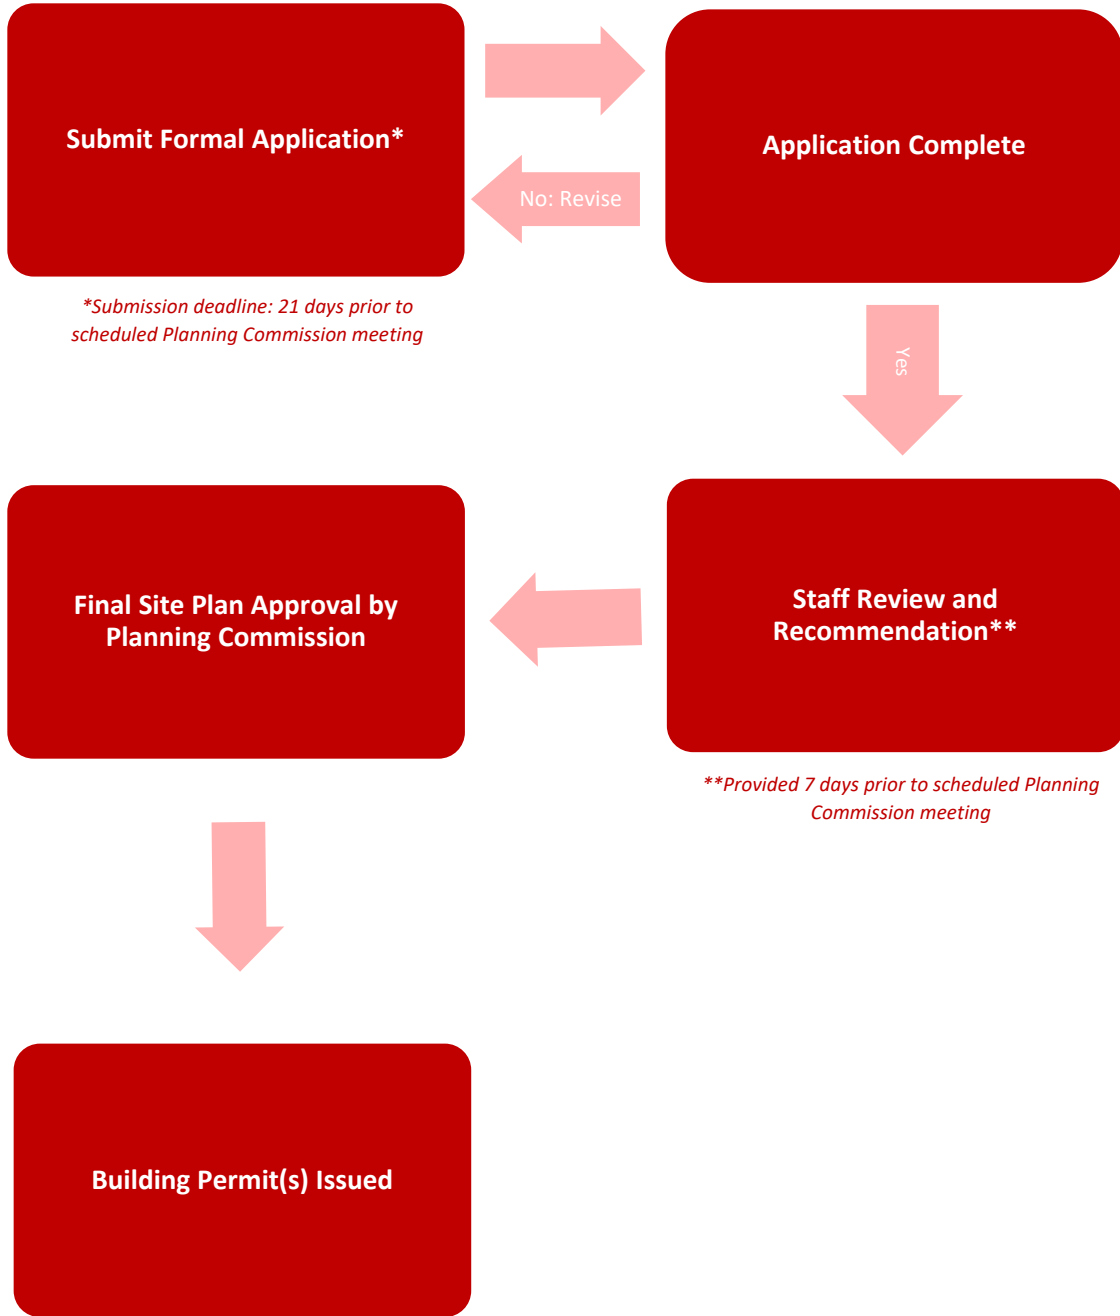 Submit Formal Application*
Application Complete
No: Revise
*Submission deadline: 21 days prior to
scheduled Planning Commission meeting
Yes
Final Site Plan Approval by
Planning Commission
Staff Review and
Recommendation**
**Provided 7 days prior to scheduled Planning
Commission meeting
Building Permit(s) Issued